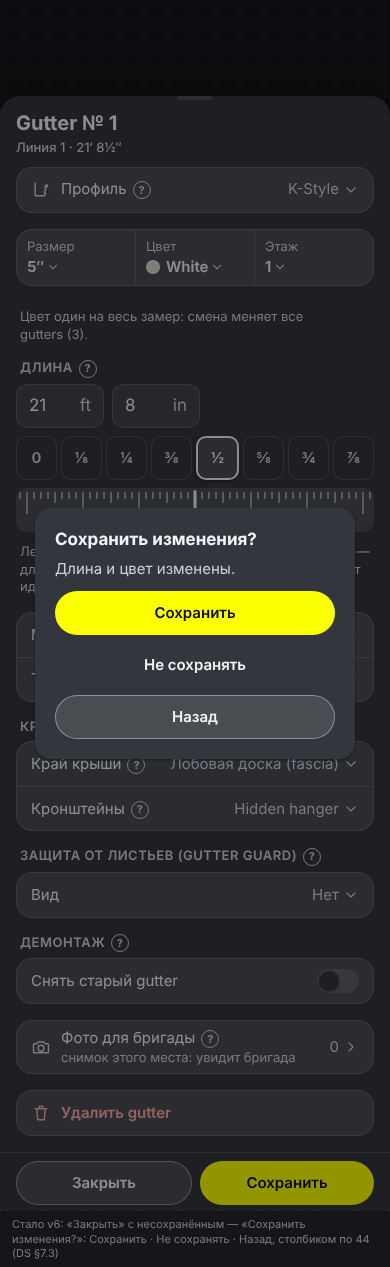 Gutter № 1
Линия 1 · 21′ 8½″
Профиль ?
K-Style
Размер
5″
Цвет
White
Этаж
1
Цвет один на весь замер: смена меняет все
gutters (3).
ДЛИНА ?
21 ft 8 in
0 ⅛ ¼ ⅜ ½ ⅝ ¾ ⅞
Сохранить изменения?
Длина и цвет изменены.
Сохранить
Не сохранять
Назад
Край крыши ? Лобовая доска (fascia)
Кронштейны ? Hidden hanger
ЗАЩИТА ОТ ЛИСТЬЕВ (GUTTER GUARD) ?
Вид Нет
ДЕМОНТАЖ ?
Снять старый gutter
Фото для бригады ?
снимок этого места: увидит бригада
0
Удалить gutter
Закрыть Сохранить
Стало v6: «Закрыть» с несохранённым — «Сохранить
изменения?»: Сохранить · Не сохранять · Назад, столбиком по 44
(DS §7.3)